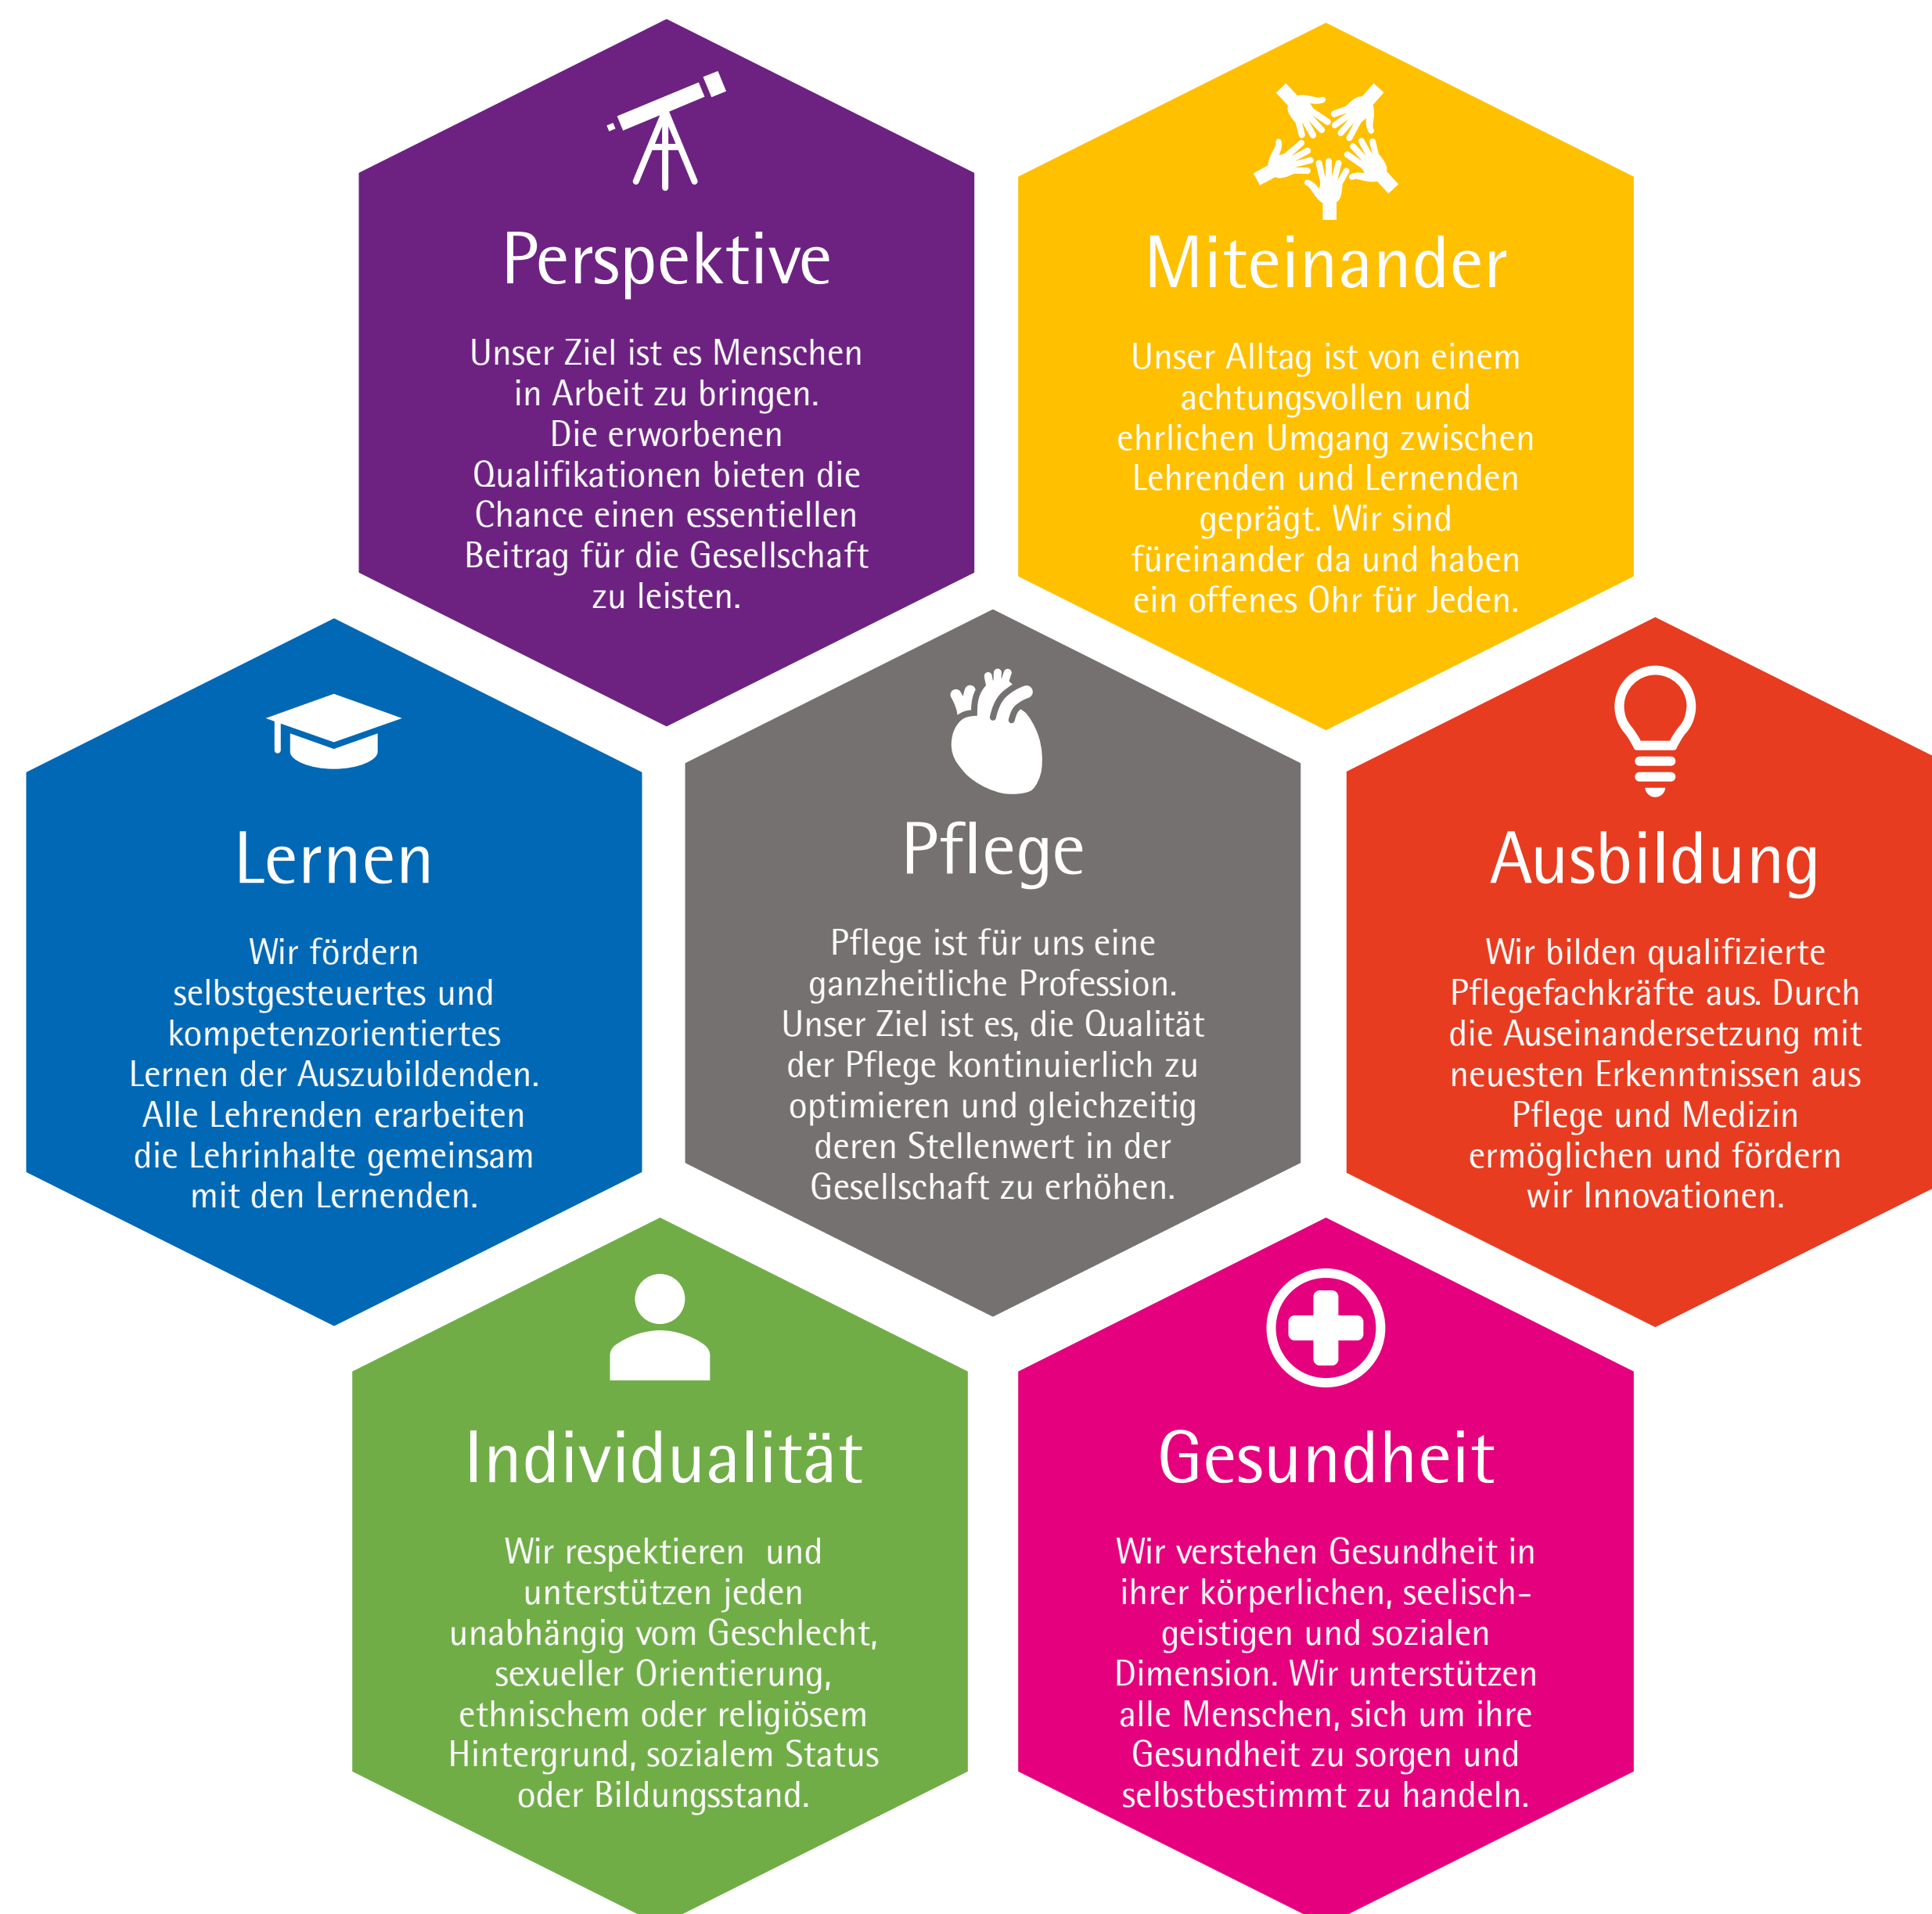 Perspektive
Unser Ziel ist es Menschen
in Arbeit zu bringen.
Die erworbenen
Qualifikationen bieten die
Chance einen essentiellen
Beitrag für die Gesellschaft
zu leisten.
Miteinander
Unser Alltag ist von einem
achtungsvollen und
ehrlichen Umgang zwischen
Lehrenden und Lernenden
geprägt. Wir sind
füreinander da und haben
ein offenes Ohr für Jeden.
Lernen
Wir fördern
selbstgesteuertes und
kompetenzorientiertes
Lernen der Auszubildenden.
Alle Lehrenden erarbeiten
die Lehrinhalte gemeinsam
mit den Lernenden.
Pflege
Pflege ist für uns eine
ganzheitliche Profession.
Unser Ziel ist es, die Qualität
der Pflege kontinuierlich zu
optimieren und gleichzeitig
deren Stellenwert in der
Gesellschaft zu erhöhen.
Ausbildung
Wir bilden qualifizierte
Pflegefachkräfte aus. Durch
die Auseinandersetzung mit
neuesten Erkenntnissen aus
Pflege und Medizin
ermöglichen und fördern
wir Innovationen.
Individualität
Wir respektieren  und
unterstützen jeden
unabhängig vom Geschlecht,
sexueller Orientierung,
ethnischem oder religiösem
Hintergrund, sozialem Status
oder Bildungsstand.
Gesundheit
Wir verstehen Gesundheit in
ihrer körperlichen, seelisch-
geistigen und sozialen
Dimension. Wir unterstützen
alle Menschen, sich um ihre
Gesundheit zu sorgen und
selbstbestimmt zu handeln.